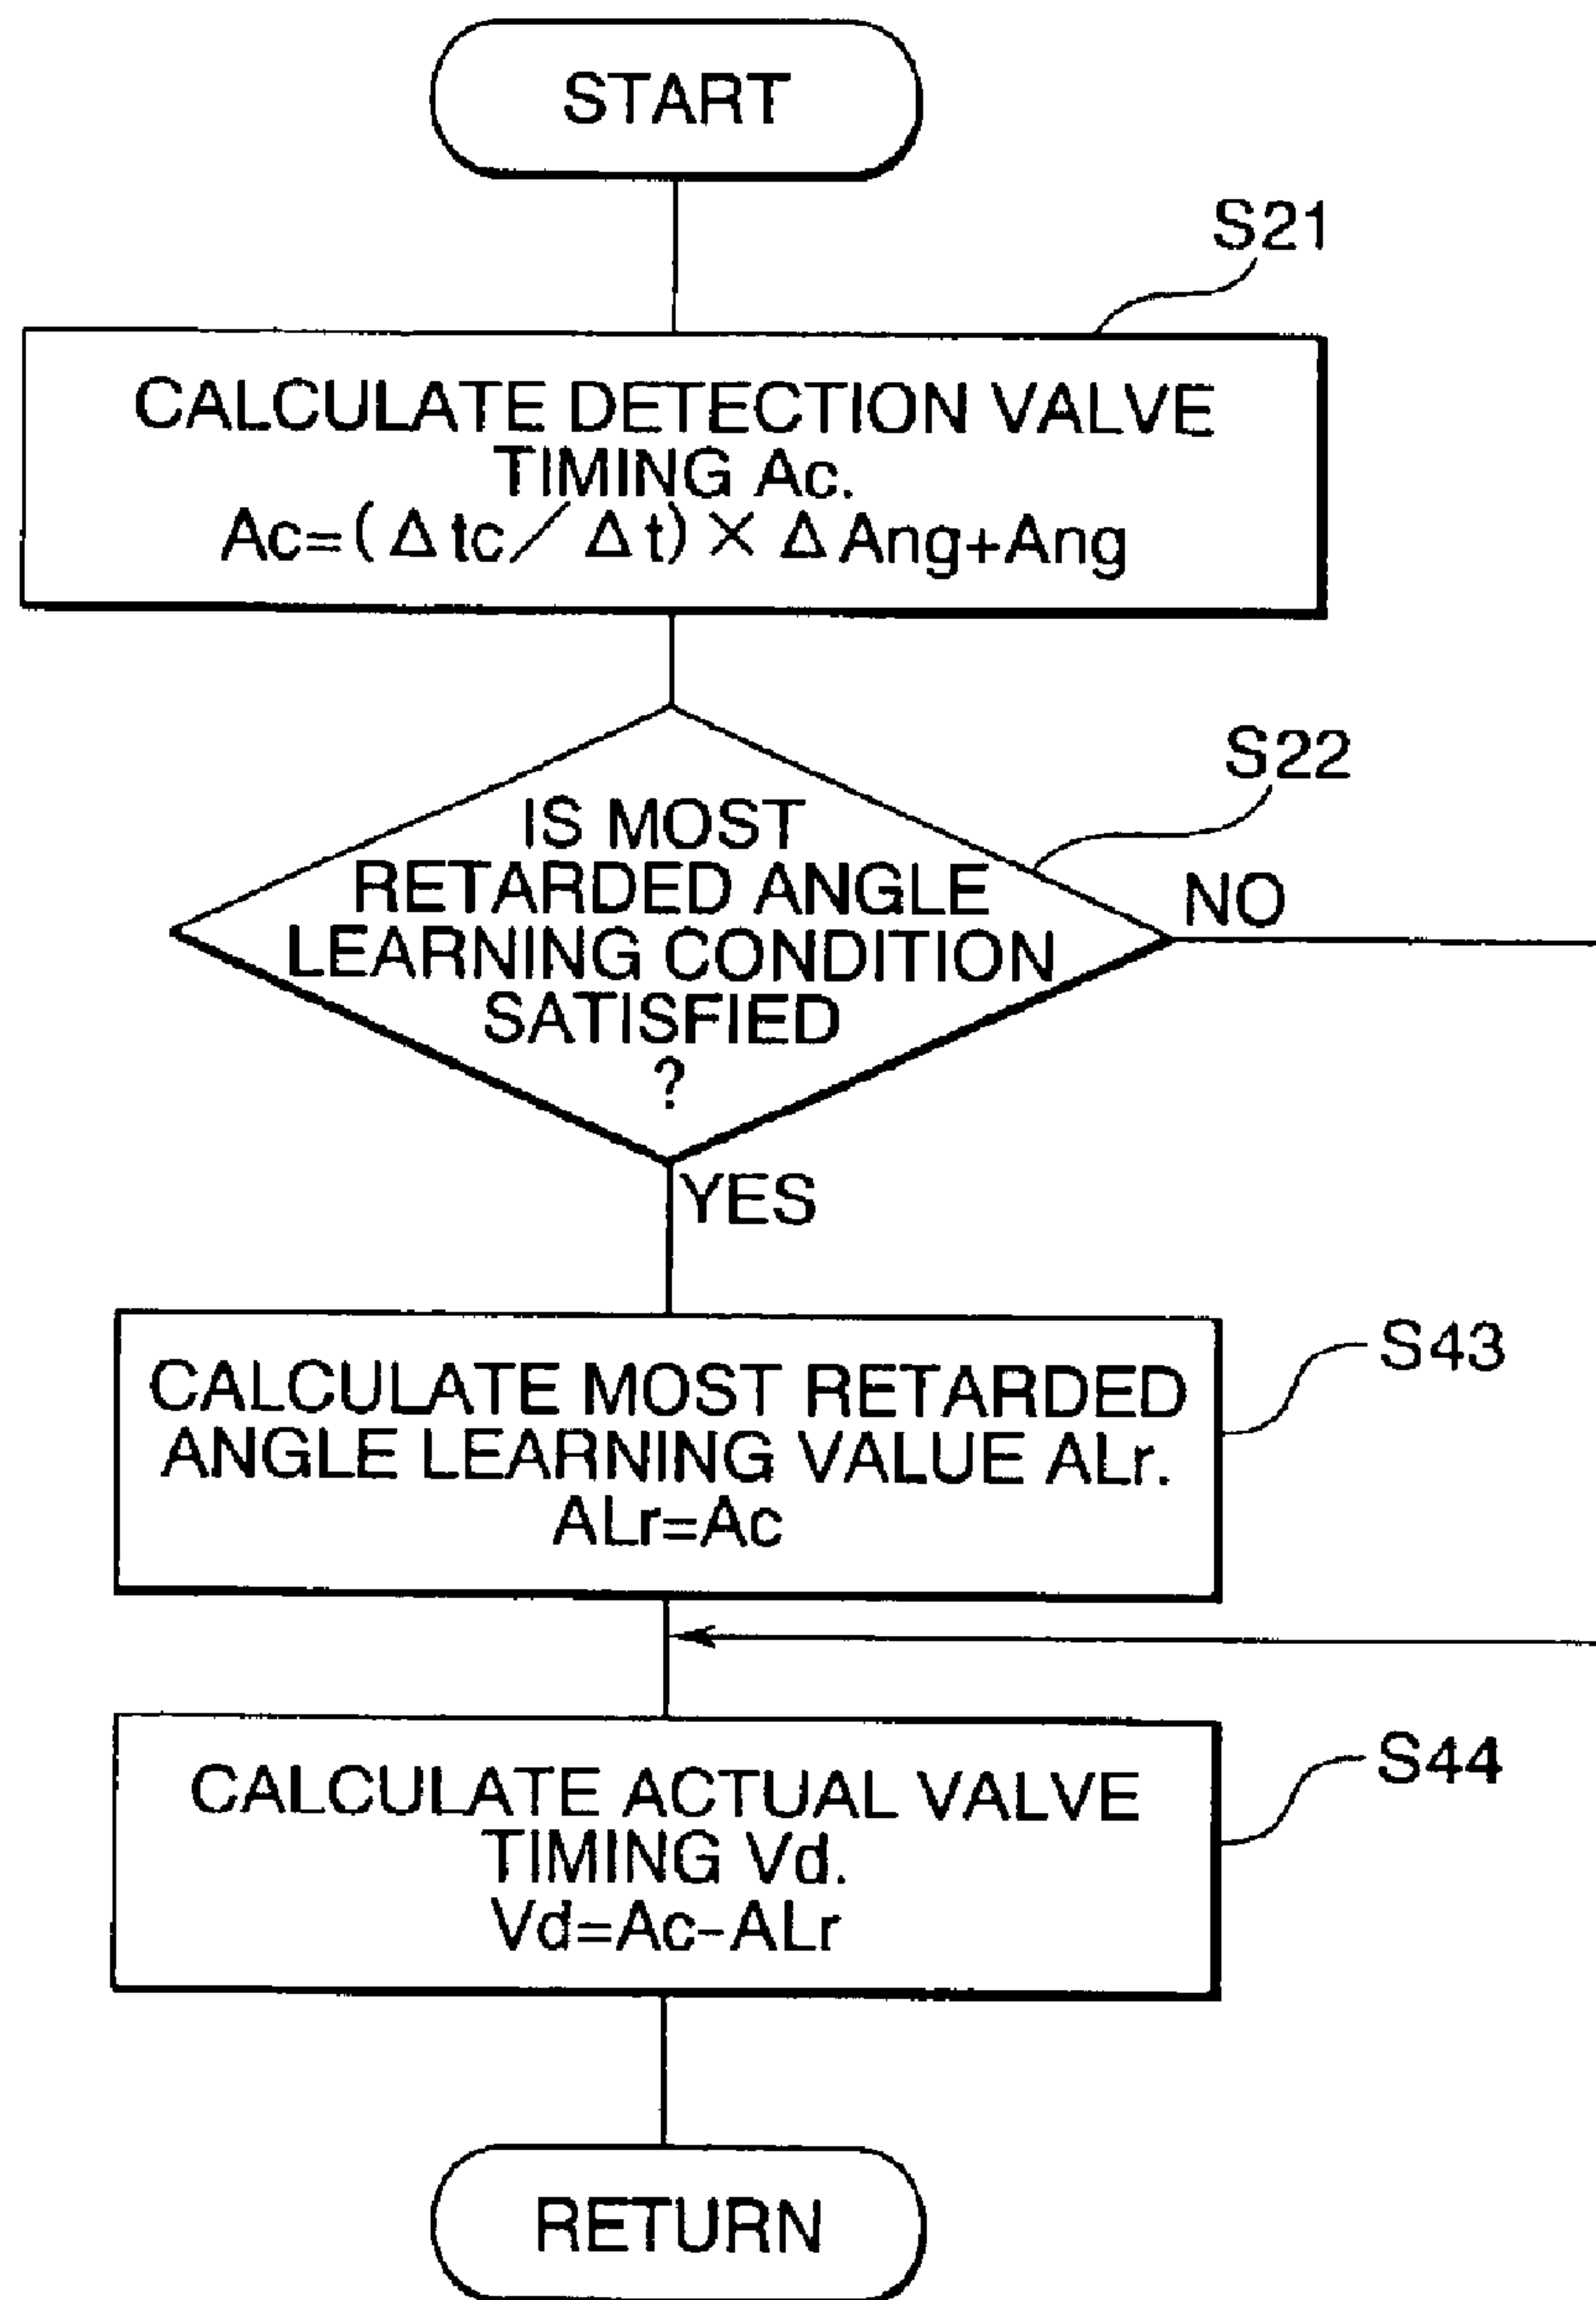 START
S21
CALCULATE DETECTION VALVE
TIMING Ac.
Ac=(Δtc/Δt)×ΔAng+Ang
S22
IS MOST
RETARDED ANGLE
LEARNING CONDITION
SATISFIED
?
NO
YES
S43
CALCULATE MOST RETARDED
ANGLE LEARNING VALUE ALr.
ALr=Ac
S44
CALCULATE ACTUAL VALVE
TIMING Vd.
Vd=Ac-ALr
RETURN